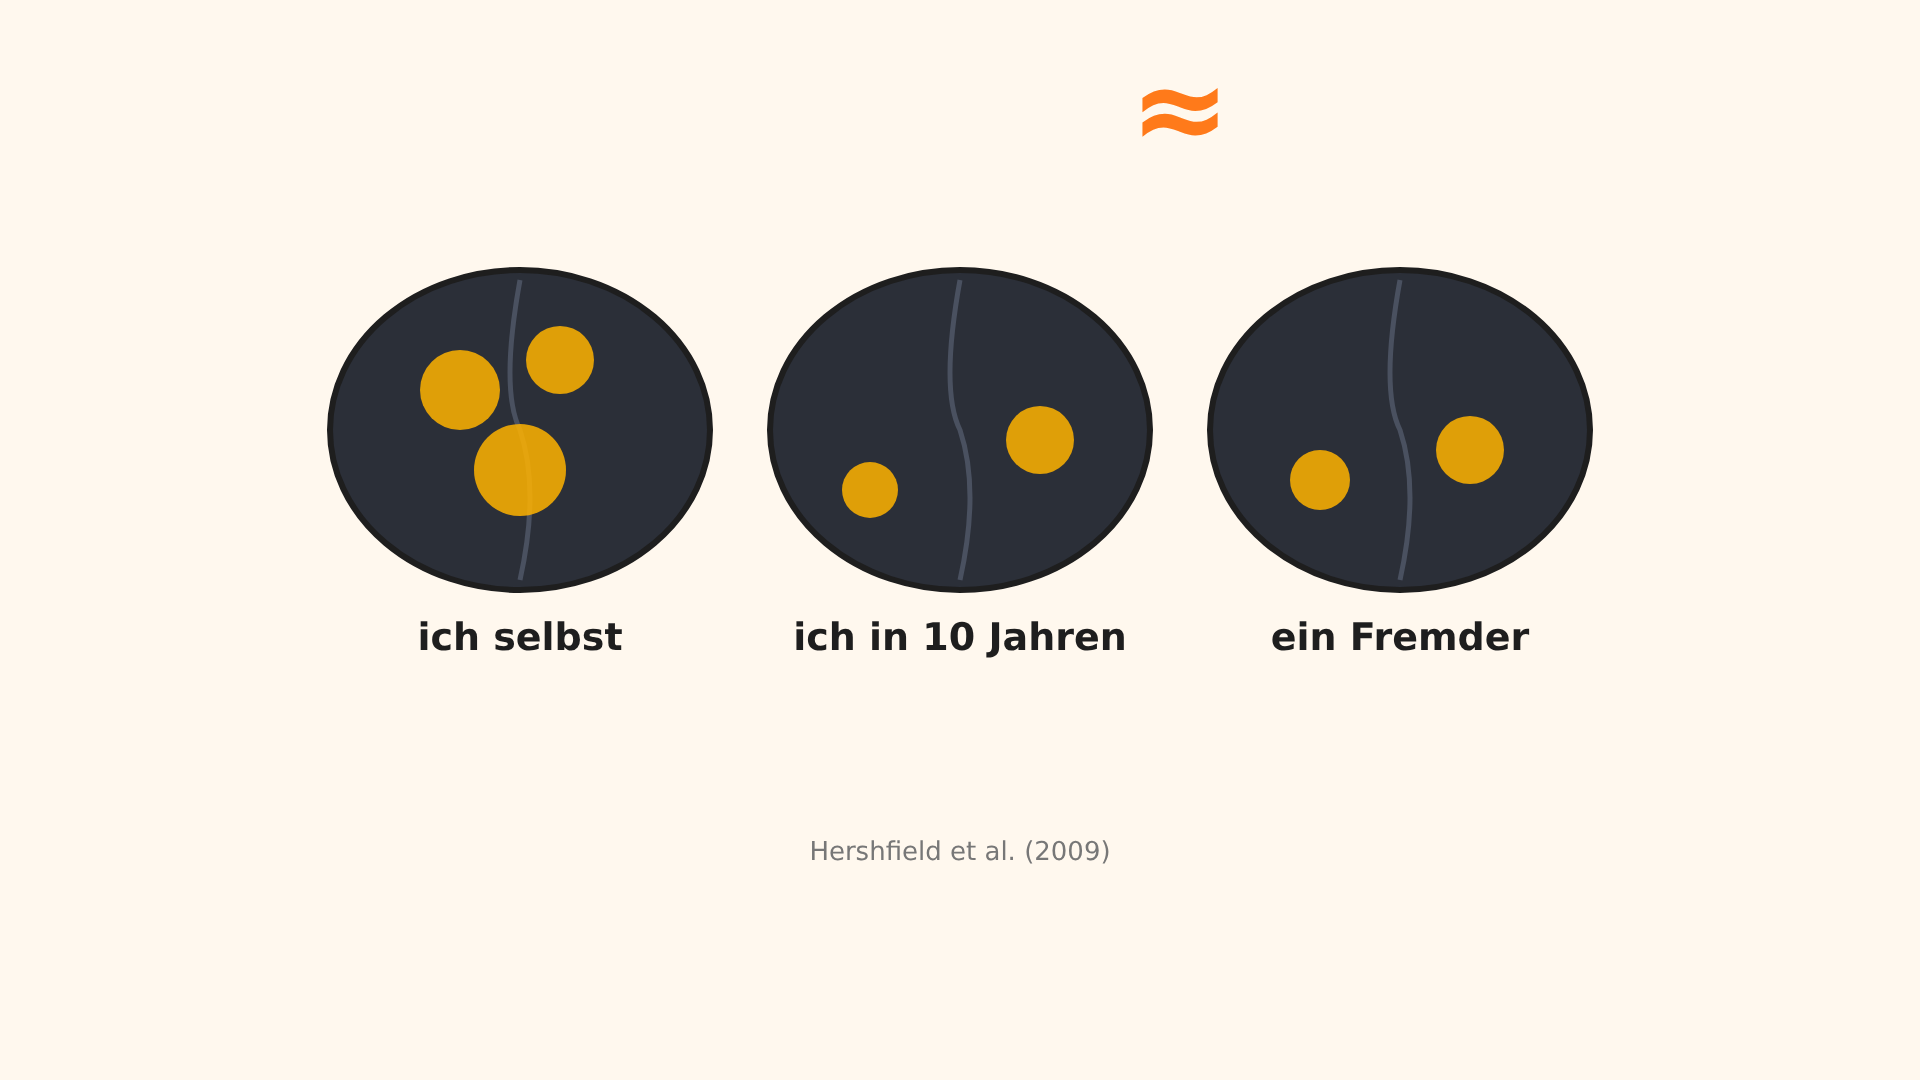 ≈
ich selbst
ich in 10 Jahren
ein Fremder
Hershfield et al. (2009)